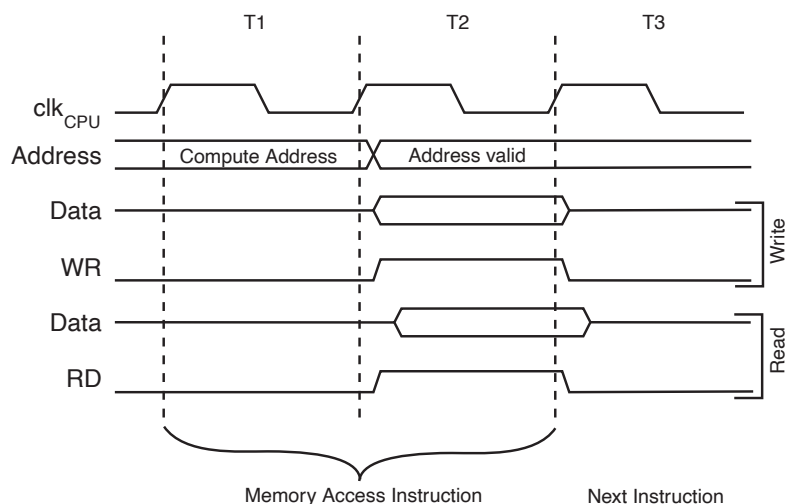 T1 T2 T3
clkCPU
Address Compute Address Address valid
Data
WR
Write
Data
RD
Read
Memory Access Instruction Next Instruction